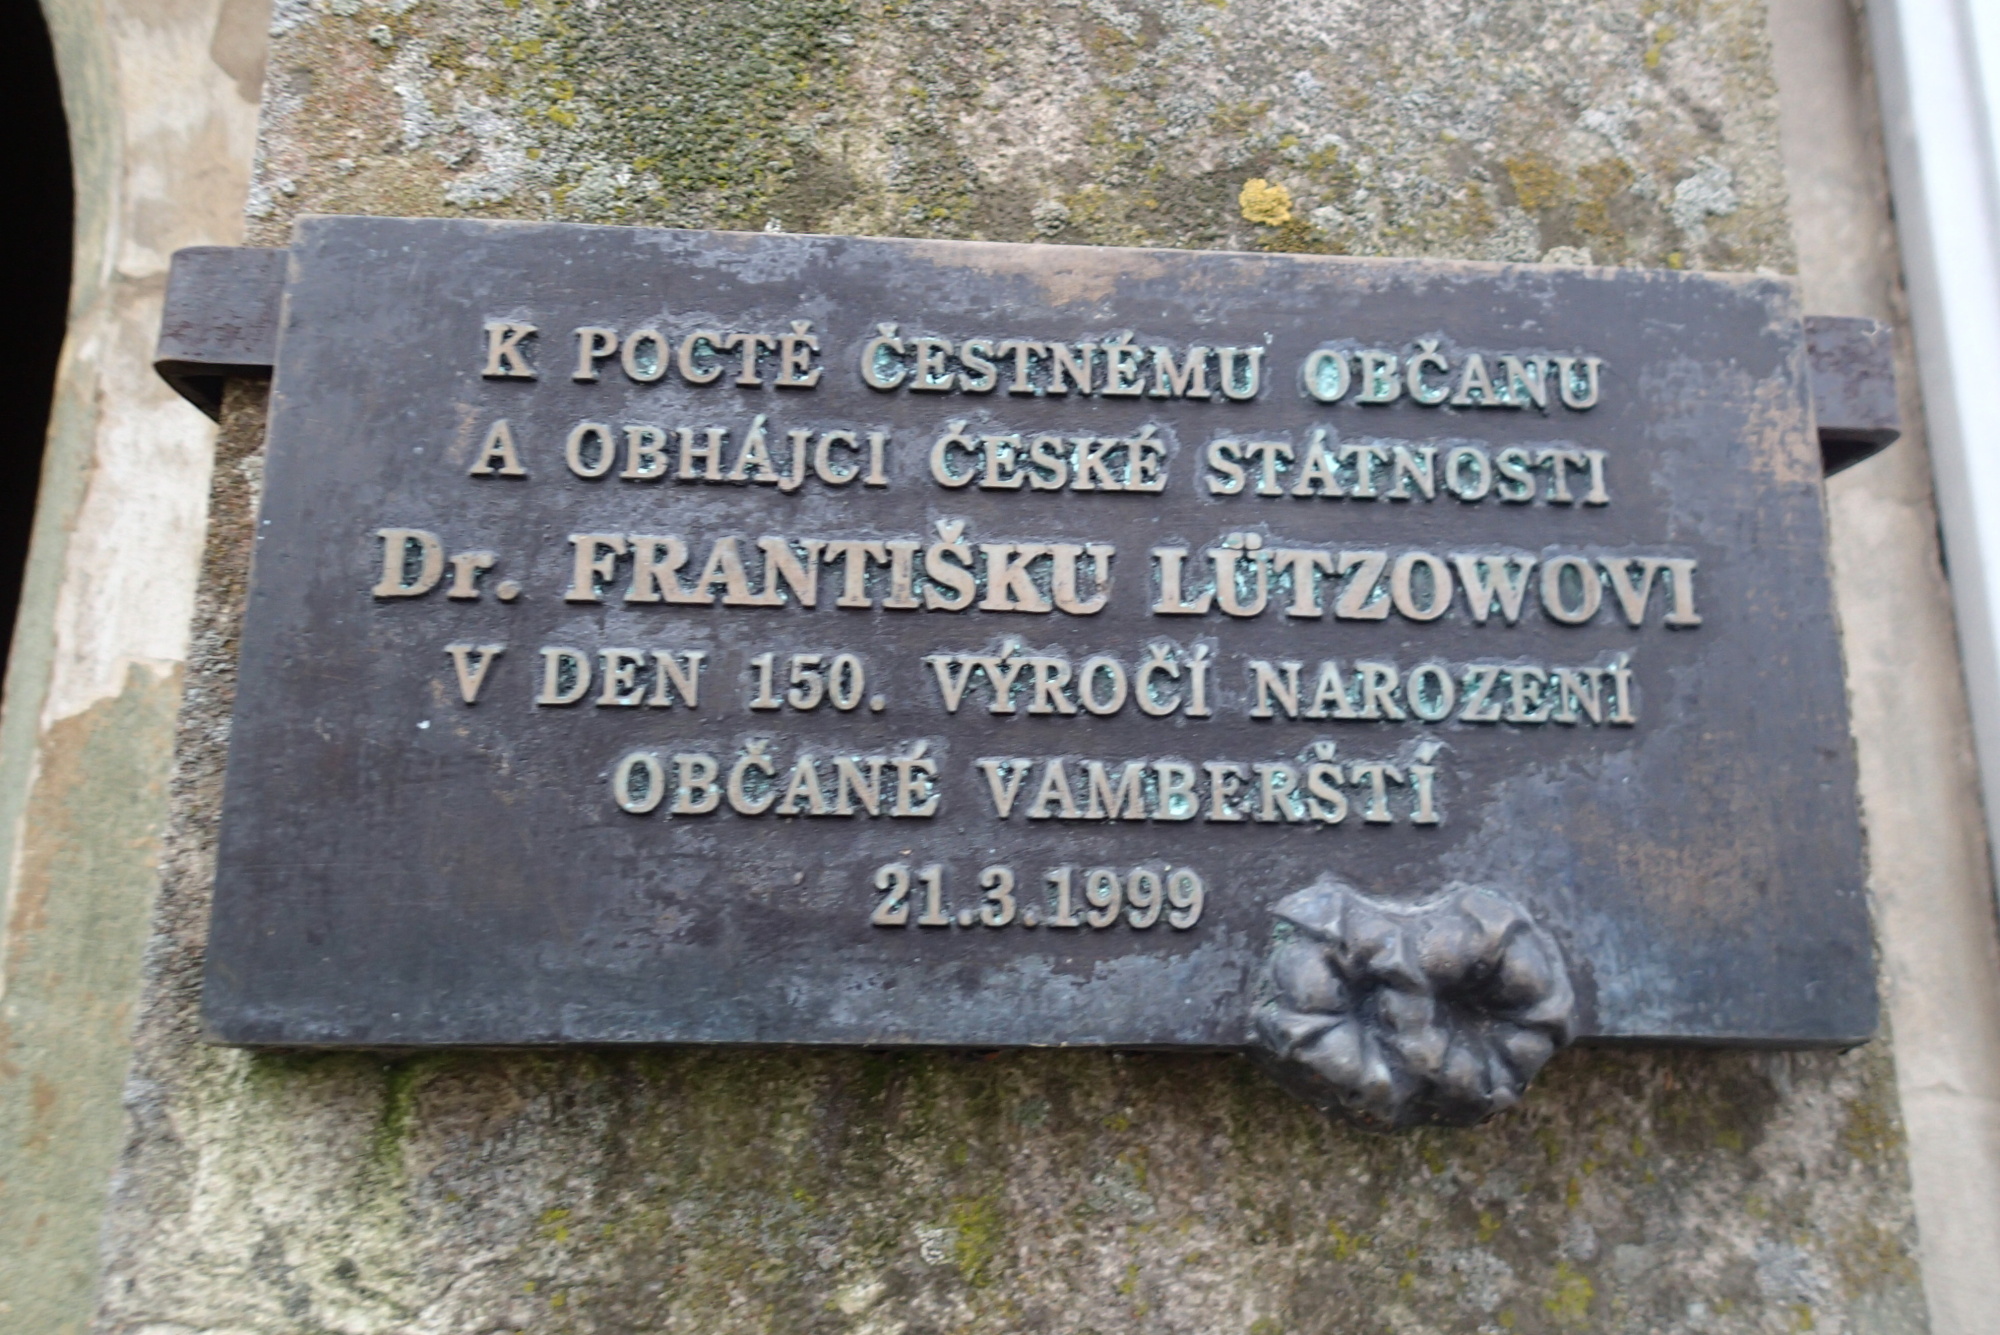 K POCTĚ ČESTNÉMU OBČANU
A OBHÁJCI ČESKÉ STÁTNOSTI
Dr. FRANTIŠKU LÜTZOWOVI
V DEN 150. VÝROČÍ NAROZENÍ
OBČANÉ VAMBERŠTÍ
21.3.1999